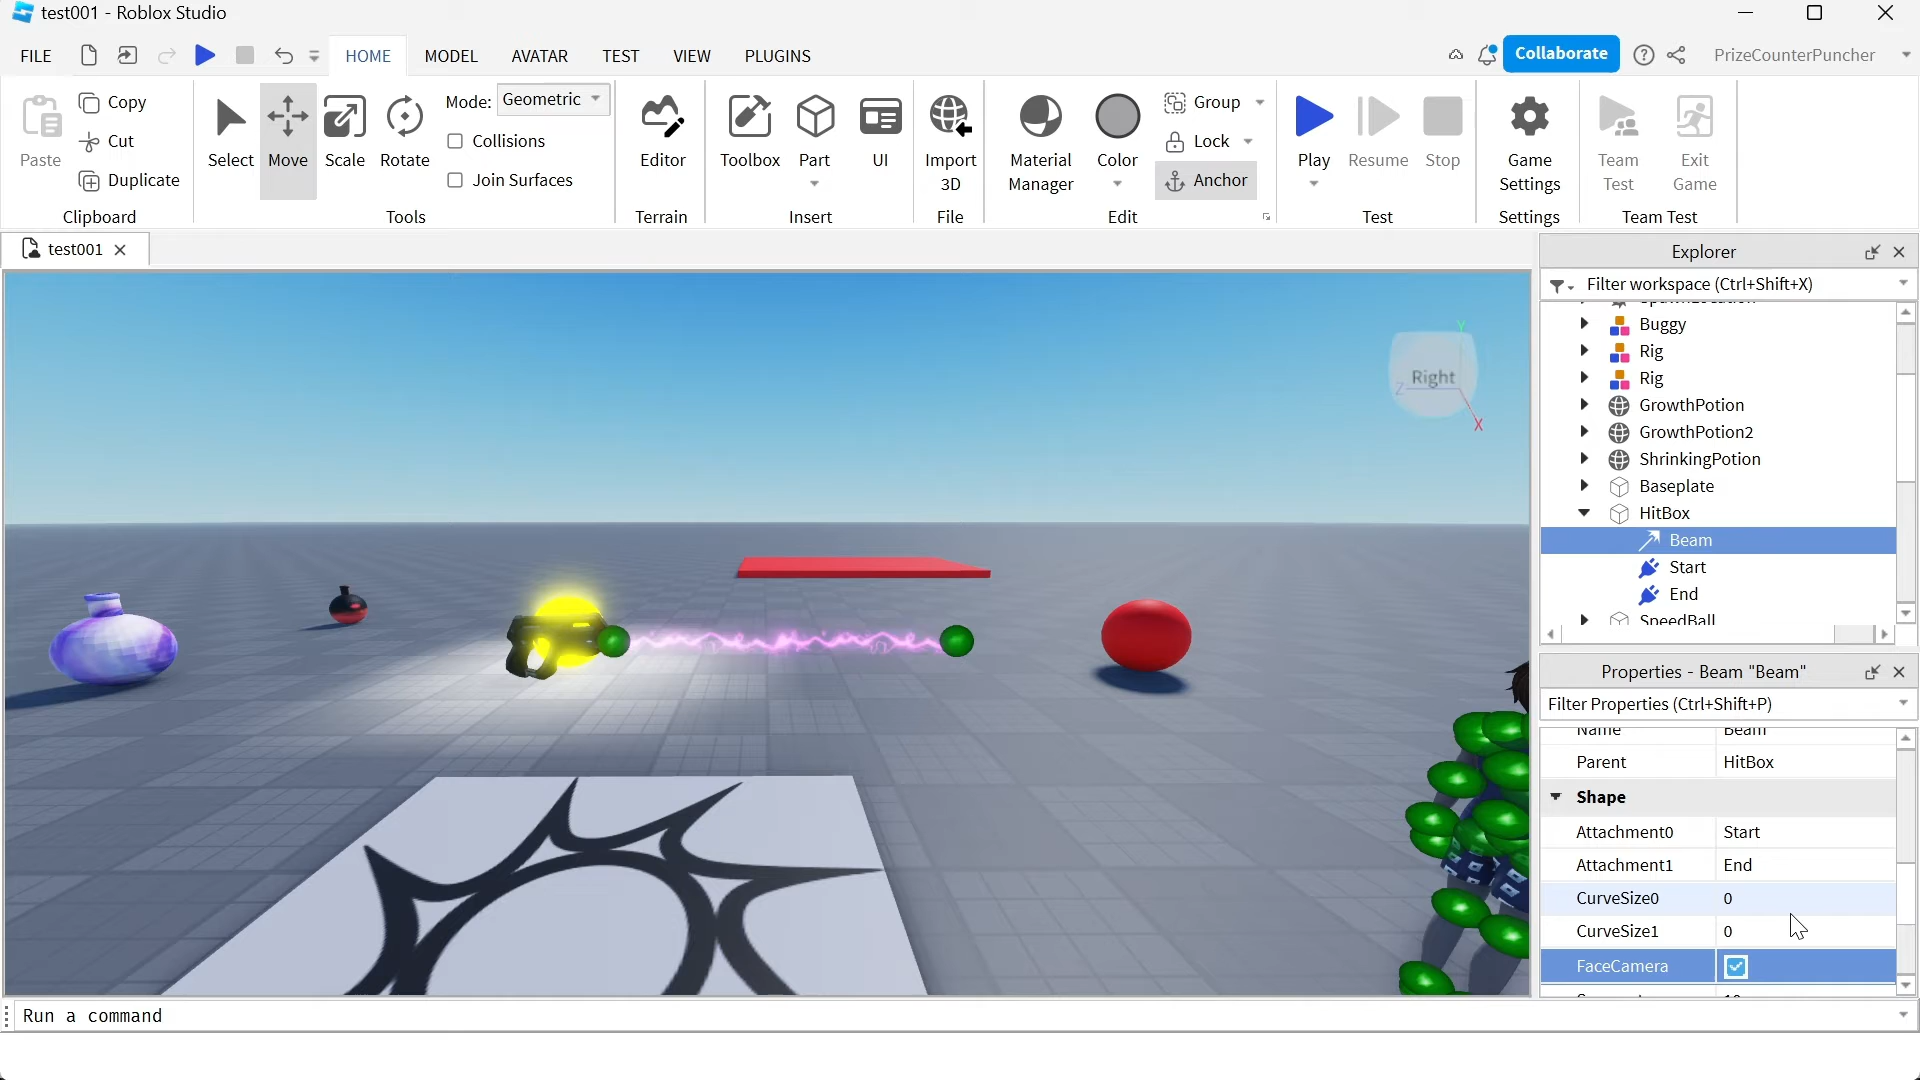 test001 - Roblox Studio
FILE HOME MODEL AVATAR TEST VIEW PLUGINS Collaborate PrizeCounterPuncher
Paste Copy Cut Duplicate
Clipboard
Select Move Scale Rotate Mode: Geometric
Collisions
Join Surfaces
Tools
Editor
Terrain
Toolbox Part UI
Insert
Import
3D
File
Material
Manager
Color
Group
Lock
Anchor
Edit
Play Resume Stop
Test
Game
Settings
Settings
Team
Test
Exit
Game
Team Test
test001
Right
Y
Z
X
Explorer
Filter workspace (Ctrl+Shift+X)
SpawnLocation
Buggy
Rig
Rig
GrowthPotion
GrowthPotion2
ShrinkingPotion
Baseplate
HitBox
Beam
Start
End
SpeedBall
Properties - Beam "Beam"
Filter Properties (Ctrl+Shift+P)
Name Beam
Parent HitBox
Shape
Attachment0 Start
Attachment1 End
CurveSize0 0
CurveSize1 0
FaceCamera
Run a command